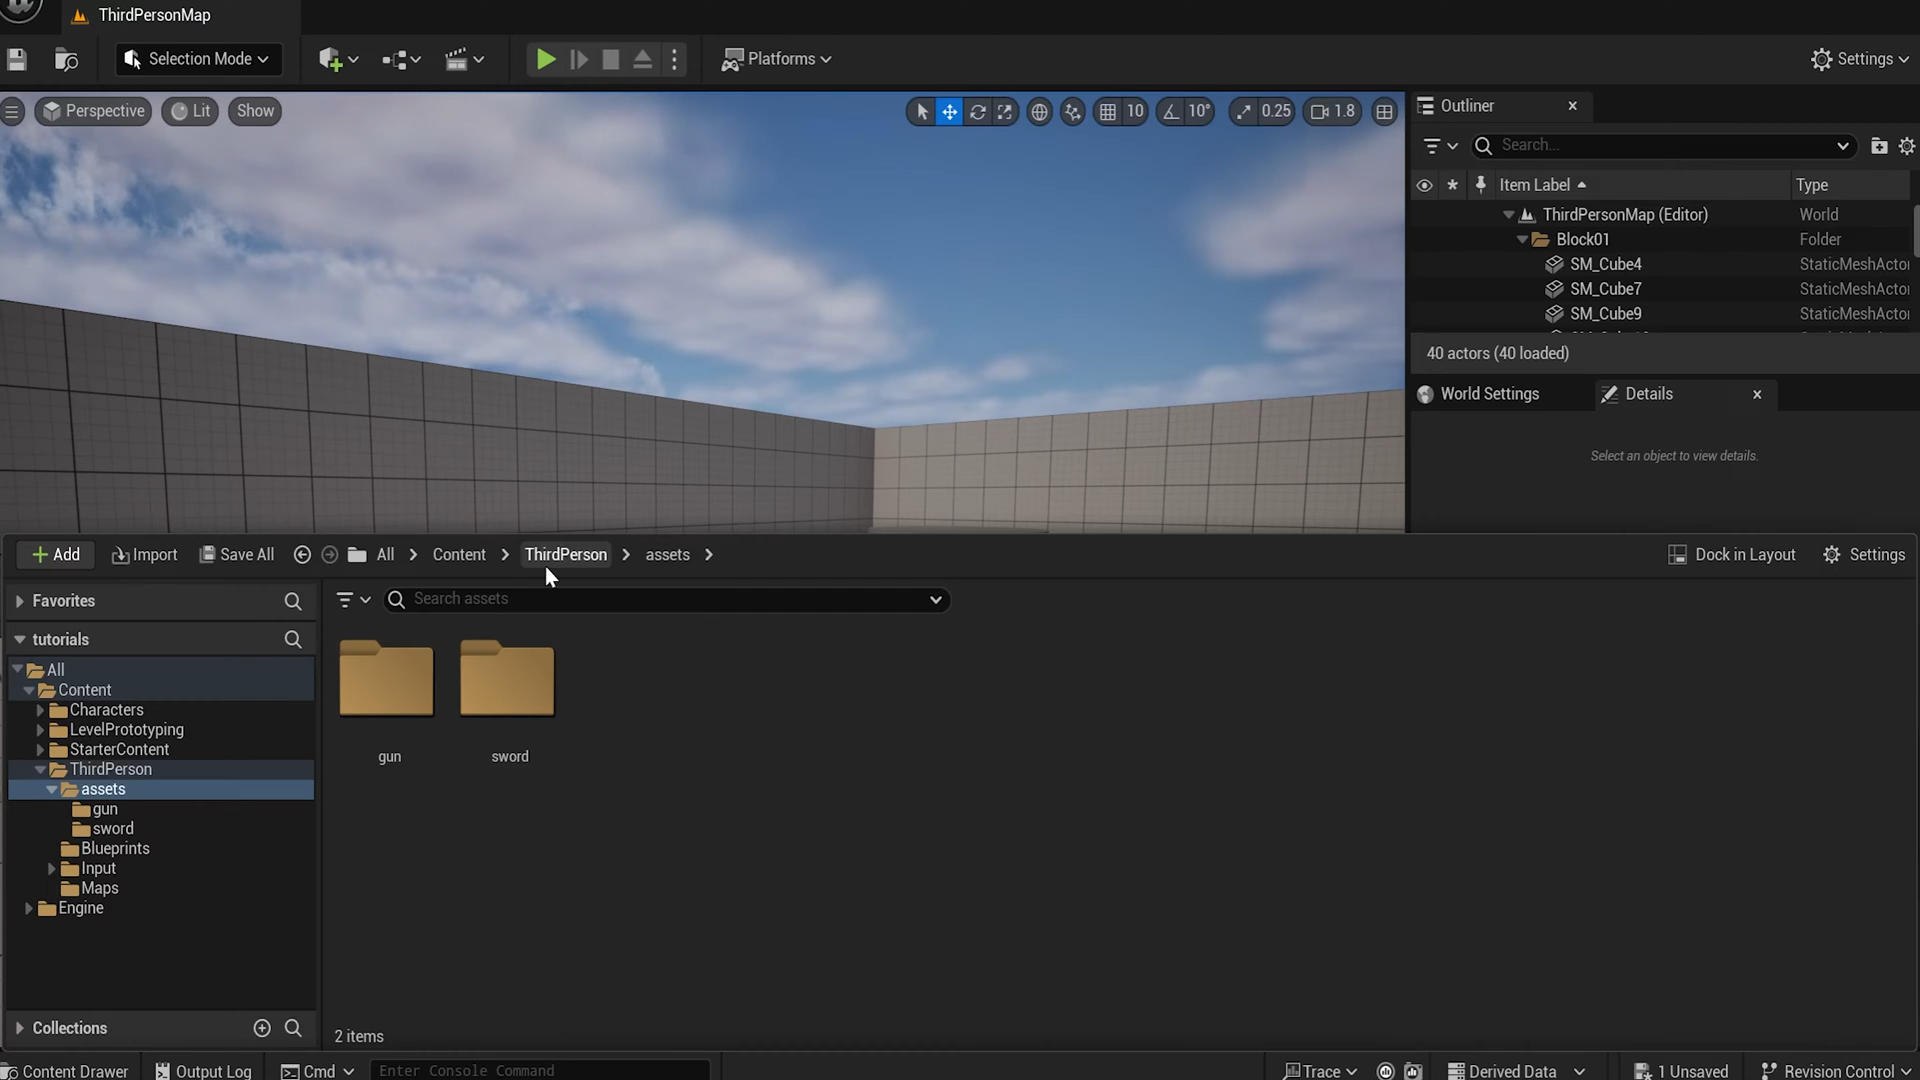 ThirdPersonMap
Selection Mode
Platforms
Settings
Perspective
Lit
Show
10
10°
0.25
1.8
Outliner
Search...
Item Label
Type
ThirdPersonMap (Editor)
World
Block01
Folder
SM_Cube4
StaticMeshActo
SM_Cube7
StaticMeshActo
SM_Cube9
StaticMeshActo
40 actors (40 loaded)
World Settings
Details
Select an object to view details.
Add
Import
Save All
All
Content
ThirdPerson
assets
Dock in Layout
Settings
Favorites
Search assets
tutorials
All
Content
Characters
LevelPrototyping
StarterContent
ThirdPerson
assets
gun
sword
Blueprints
Input
Maps
Engine
gun
sword
Collections
2 items
Content Drawer
Output Log
Cmd
Enter Console Command
Trace
Derived Data
1 Unsaved
Revision Control